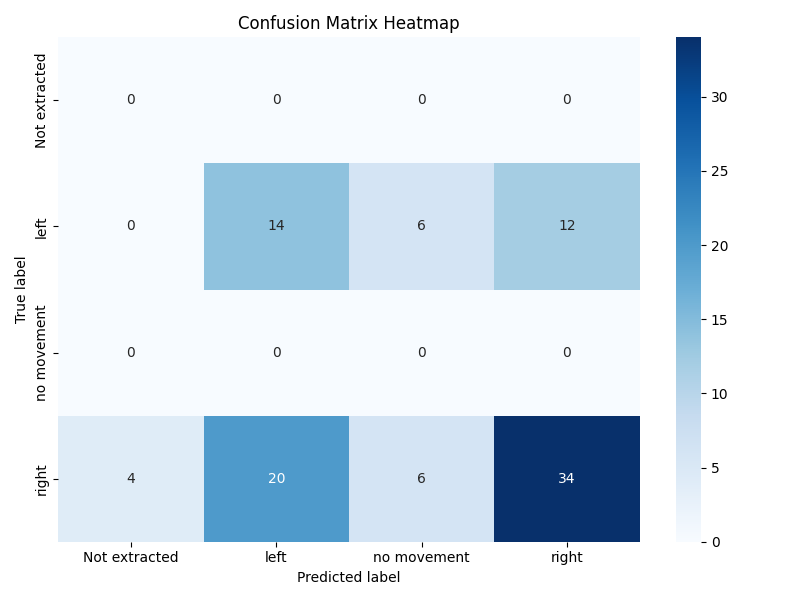 Confusion Matrix Heatmap
True label
Not extracted
0 0 0 0
left
0 14 6 12
no movement
0 0 0 0
right
4 20 6 34
Not extracted left no movement right
Predicted label
30
25
20
15
10
5
0